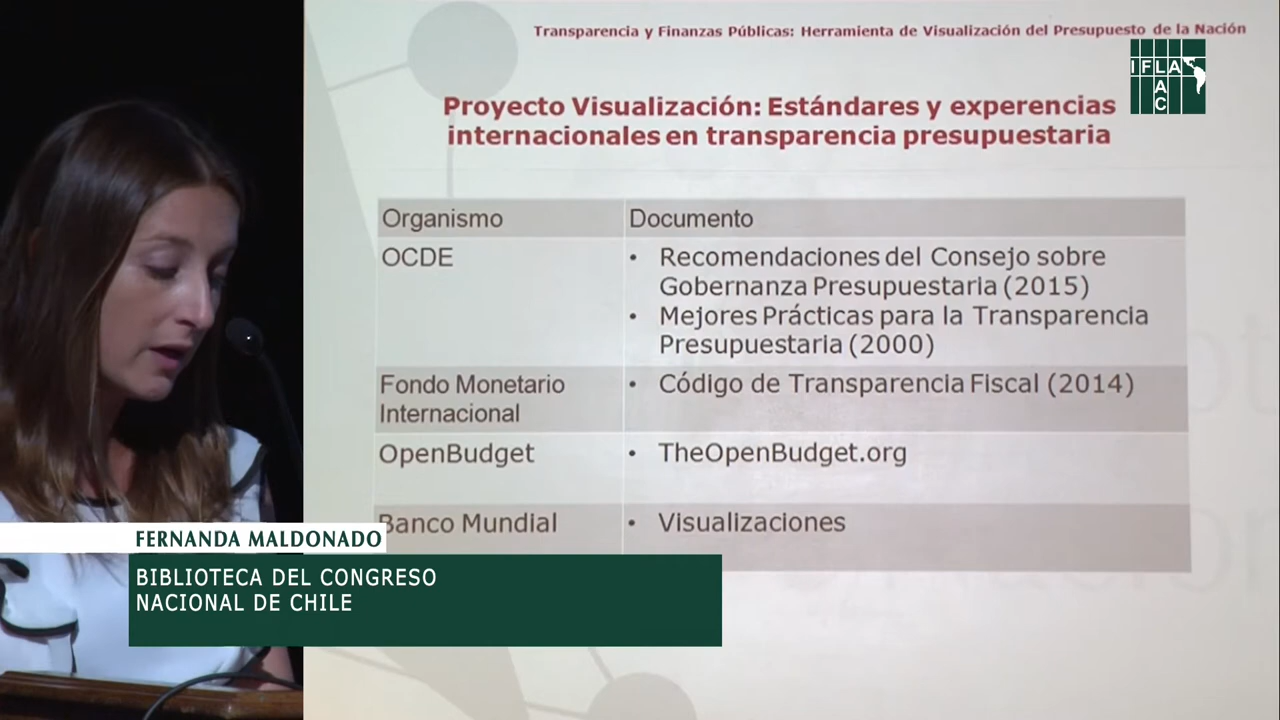 Transparencia y Finanzas Públicas: Herramienta de Visualización del Presupuesto de la Nación
IFLA
LAC
Proyecto Visualización: Estándares y experencias
internacionales en transparencia presupuestaria
Organismo
Documento
OCDE
• Recomendaciones del Consejo sobre
Gobernanza Presupuestaria (2015)
• Mejores Prácticas para la Transparencia
Presupuestaria (2000)
Fondo Monetario
Internacional
• Código de Transparencia Fiscal (2014)
OpenBudget
• TheOpenBudget.org
Banco Mundial
• Visualizaciones
FERNANDA MALDONADO
BIBLIOTECA DEL CONGRESO
NACIONAL DE CHILE